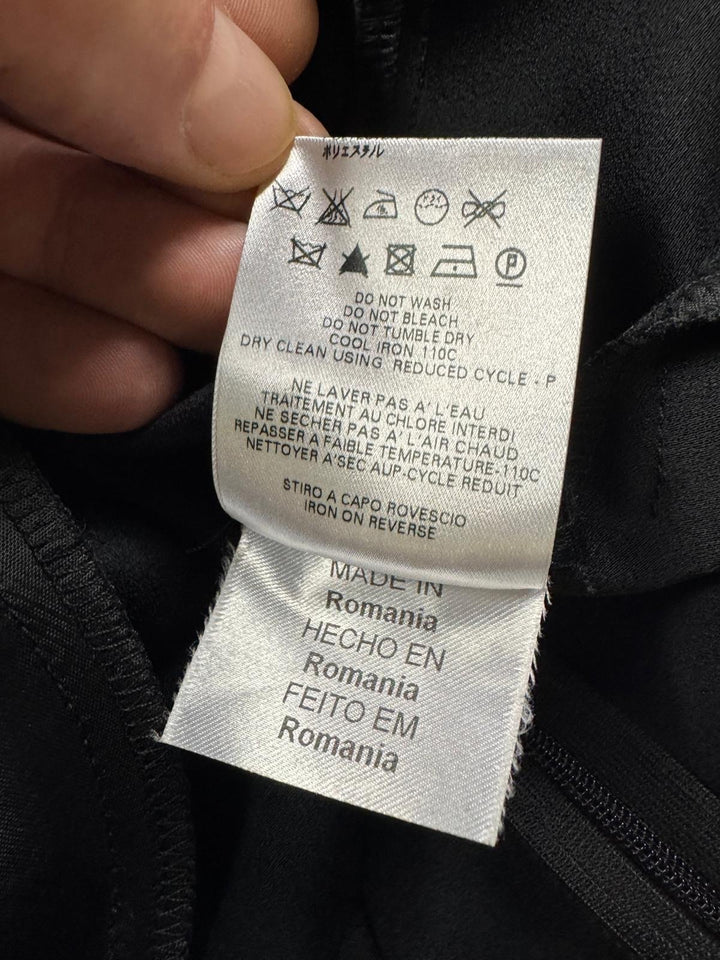 ポリエステル
P
DO NOT WASH
DO NOT BLEACH
DO NOT TUMBLE DRY
COOL IRON 110C
DRY CLEAN USING REDUCED CYCLE - P
NE LAVER PAS A' L'EAU
TRAITEMENT AU CHLORE INTERDI
NE SECHER PAS A' L'AIR CHAUD
REPASSER A FAIBLE TEMPERATURE-110C
NETTOYER A'SEC AUP-CYCLE REDUIT
STIRO A CAPO ROVESCIO
IRON ON REVERSE
MADE IN
Romania
HECHO EN
Romania
FEITO EM
Romania